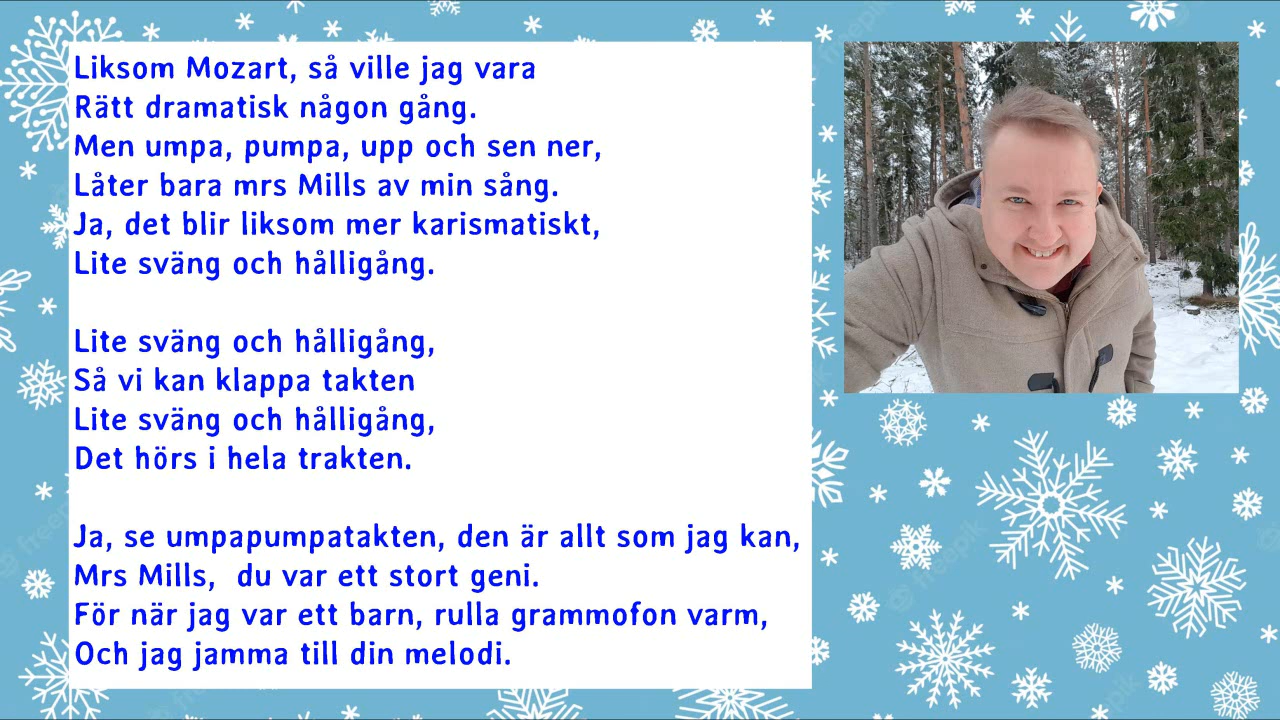 Liksom Mozart, så ville jag vara
Rätt dramatisk någon gång.
Men umpa, pumpa, upp och sen ner,
Låter bara mrs Mills av min sång.
Ja, det blir liksom mer karismatiskt,
Lite sväng och hålligång.
Lite sväng och hålligång,
Så vi kan klappa takten
Lite sväng och hålligång,
Det hörs i hela trakten.
Ja, se umpapumpatakten, den är allt som jag kan,
Mrs Mills,  du var ett stort geni.
För när jag var ett barn, rulla grammofon varm,
Och jag jamma till din melodi.
freepik
freepik
freepik